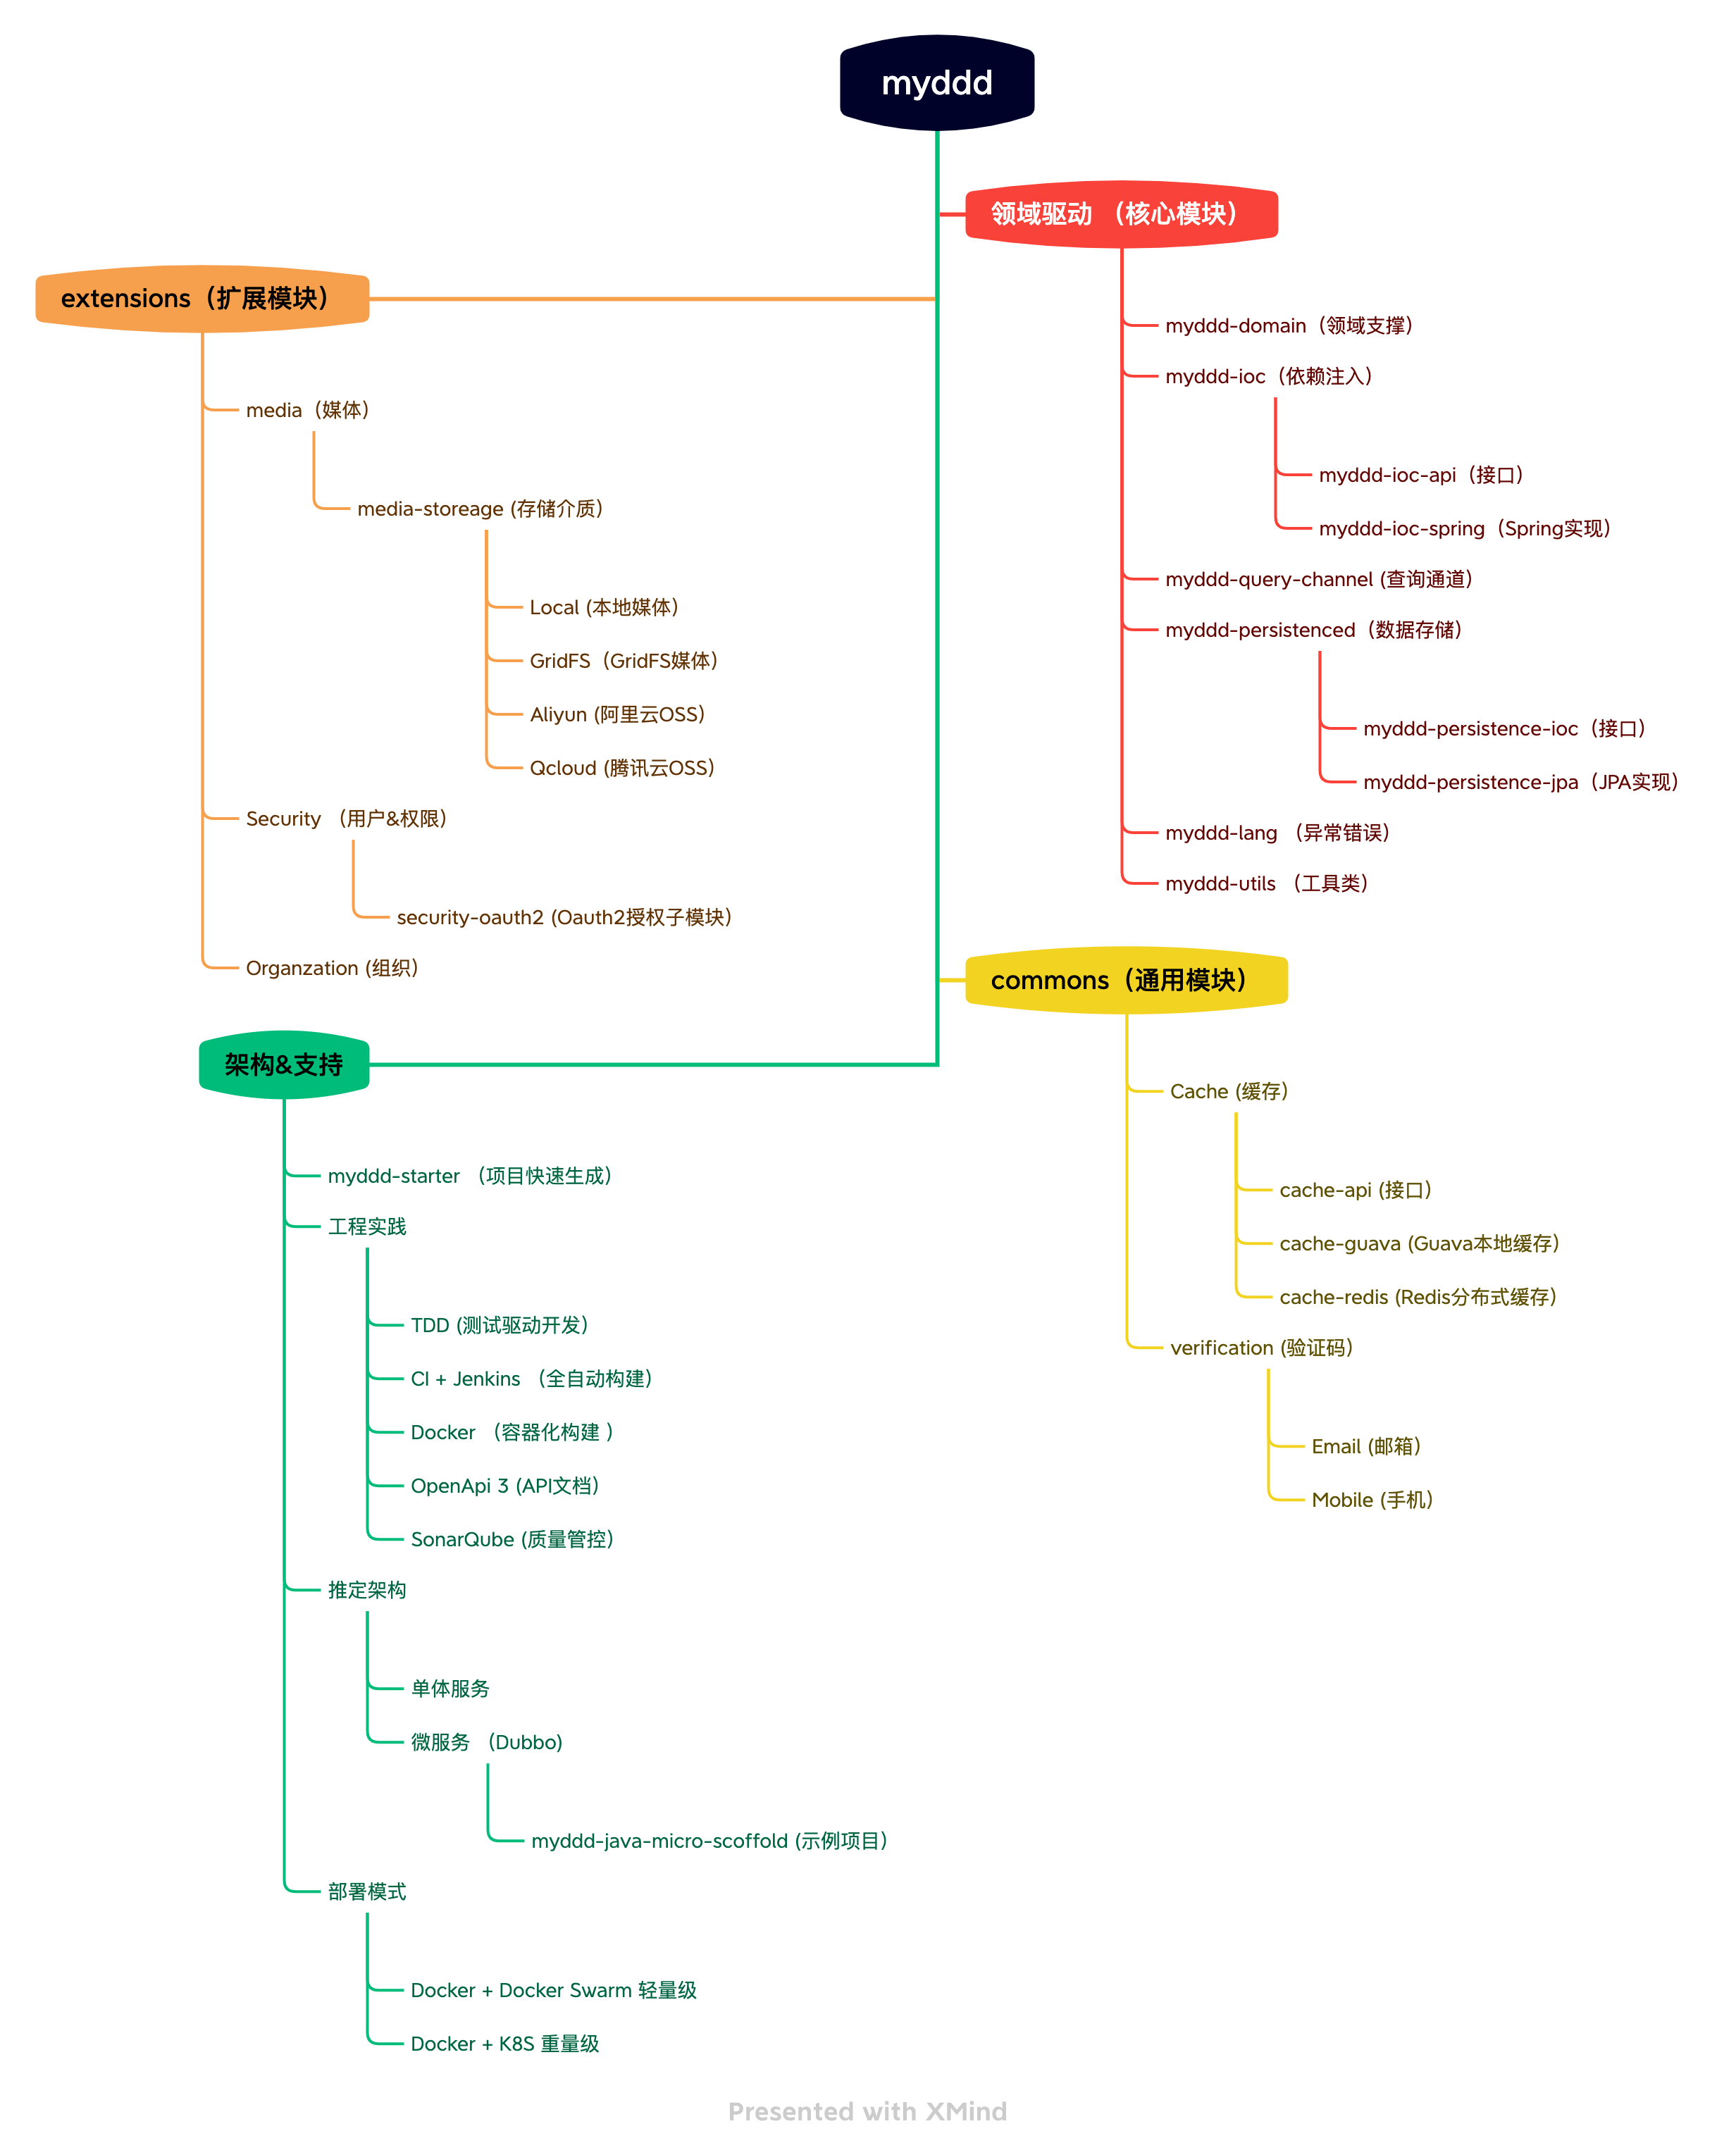 myddd
领域驱动 （核心模块）
myddd-domain（领域支撑）
myddd-ioc（依赖注入）
myddd-ioc-api（接口）
myddd-ioc-spring（Spring实现）
myddd-query-channel (查询通道）
myddd-persistenced（数据存储）
myddd-persistence-ioc（接口）
myddd-persistence-jpa（JPA实现）
myddd-lang （异常错误）
myddd-utils （工具类）
extensions（扩展模块）
media（媒体）
media-storeage (存储介质）
Local (本地媒体）
GridFS（GridFS媒体）
Aliyun (阿里云OSS）
Qcloud (腾讯云OSS）
Security （用户&权限）
security-oauth2 (Oauth2授权子模块）
Organzation (组织）
commons（通用模块）
Cache (缓存）
cache-api (接口）
cache-guava (Guava本地缓存）
cache-redis (Redis分布式缓存）
verification (验证码）
Email (邮箱）
Mobile (手机）
架构&支持
myddd-starter （项目快速生成）
工程实践
TDD (测试驱动开发）
CI + Jenkins （全自动构建）
Docker （容器化构建 ）
OpenApi 3 (API文档）
SonarQube (质量管控）
推定架构
单体服务
微服务 （Dubbo)
myddd-java-micro-scoffold (示例项目）
部署模式
Docker + Docker Swarm 轻量级
Docker + K8S 重量级
Presented with XMind